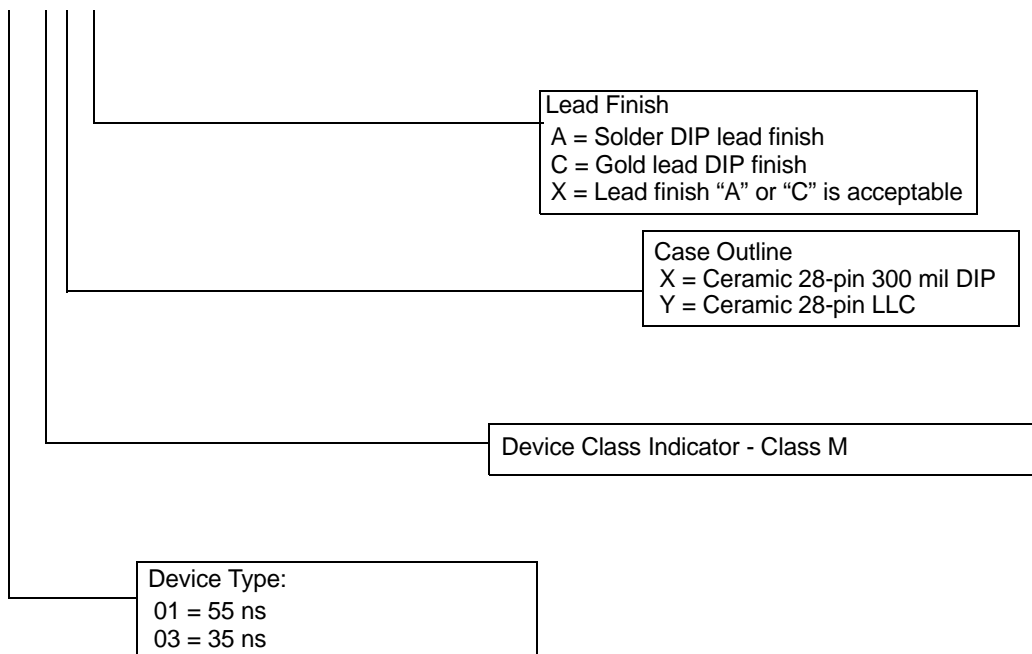 Lead Finish
A = Solder DIP lead finish
C = Gold lead DIP finish
X = Lead finish “A” or “C” is acceptable
Case Outline
X = Ceramic 28-pin 300 mil DIP
Y = Ceramic 28-pin LLC
Device Class Indicator - Class M
Device Type:
01 = 55 ns
03 = 35 ns